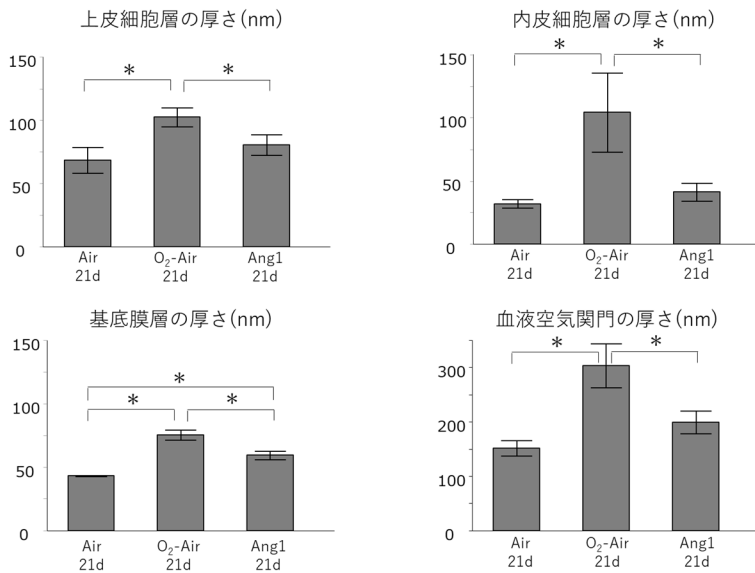 上皮細胞層の厚さ(nm)
150
100
50
0
* *
Air O₂-Air Ang1
21d 21d 21d
内皮細胞層の厚さ(nm)
150
100
50
0
* *
Air O₂-Air Ang1
21d 21d 21d
基底膜層の厚さ(nm)
150
100
50
0
*
* *
Air O₂-Air Ang1
21d 21d 21d
血液空気関門の厚さ(nm)
300
200
100
0
* *
Air O₂-Air Ang1
21d 21d 21d